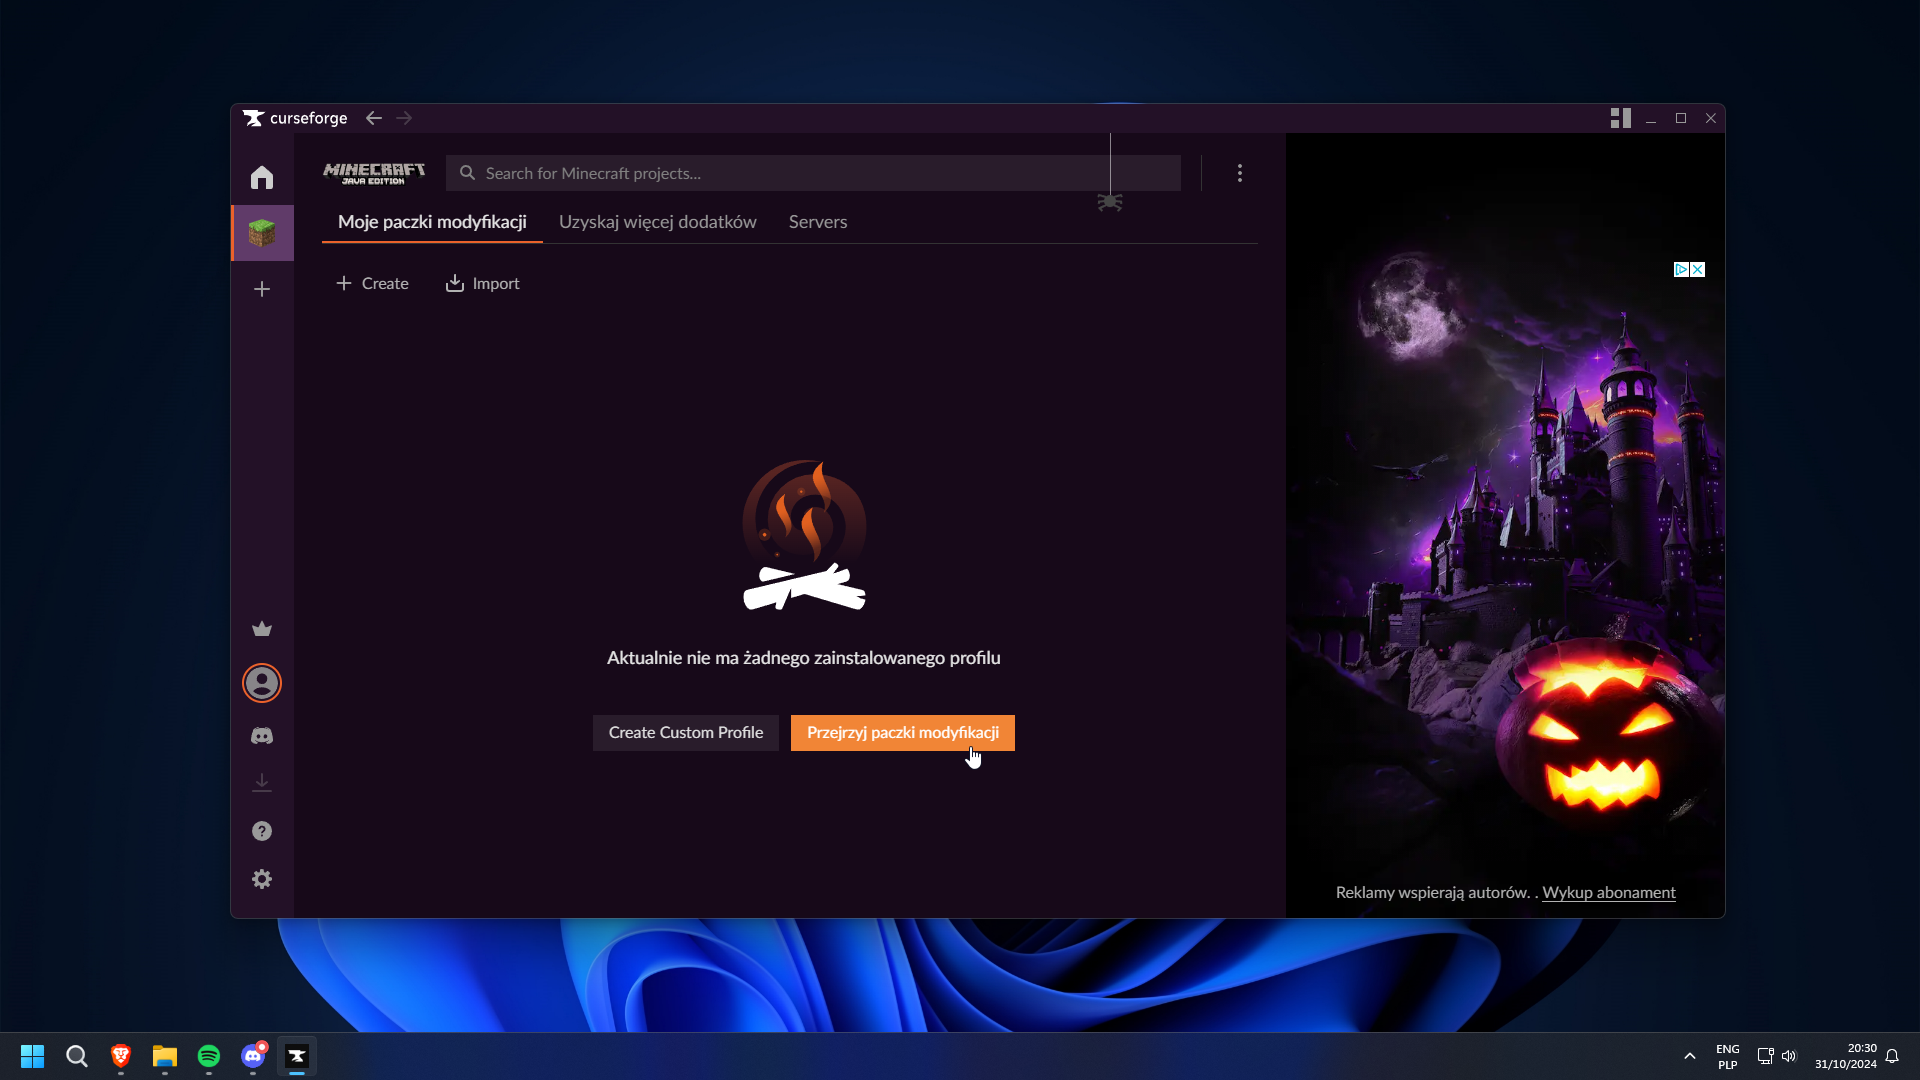 curseforge
MINECRAFT
JAVA EDITION
Search for Minecraft projects...
Moje paczki modyfikacji
Uzyskaj więcej dodatków
Servers
Create
Import
Aktualnie nie ma żadnego zainstalowanego profilu
Create Custom Profile
Przejrzyj paczki modyfikacji
Reklamy wspierają autorów. . Wykup abonament
ENG
PLP
20:30
31/10/2024